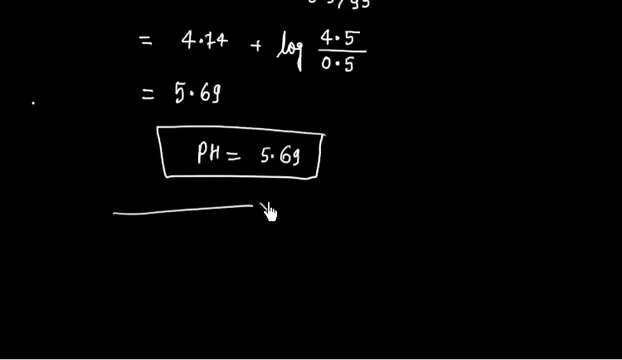 = 4.74 + log 4.5/0.5
= 5.69
PH = 5.69